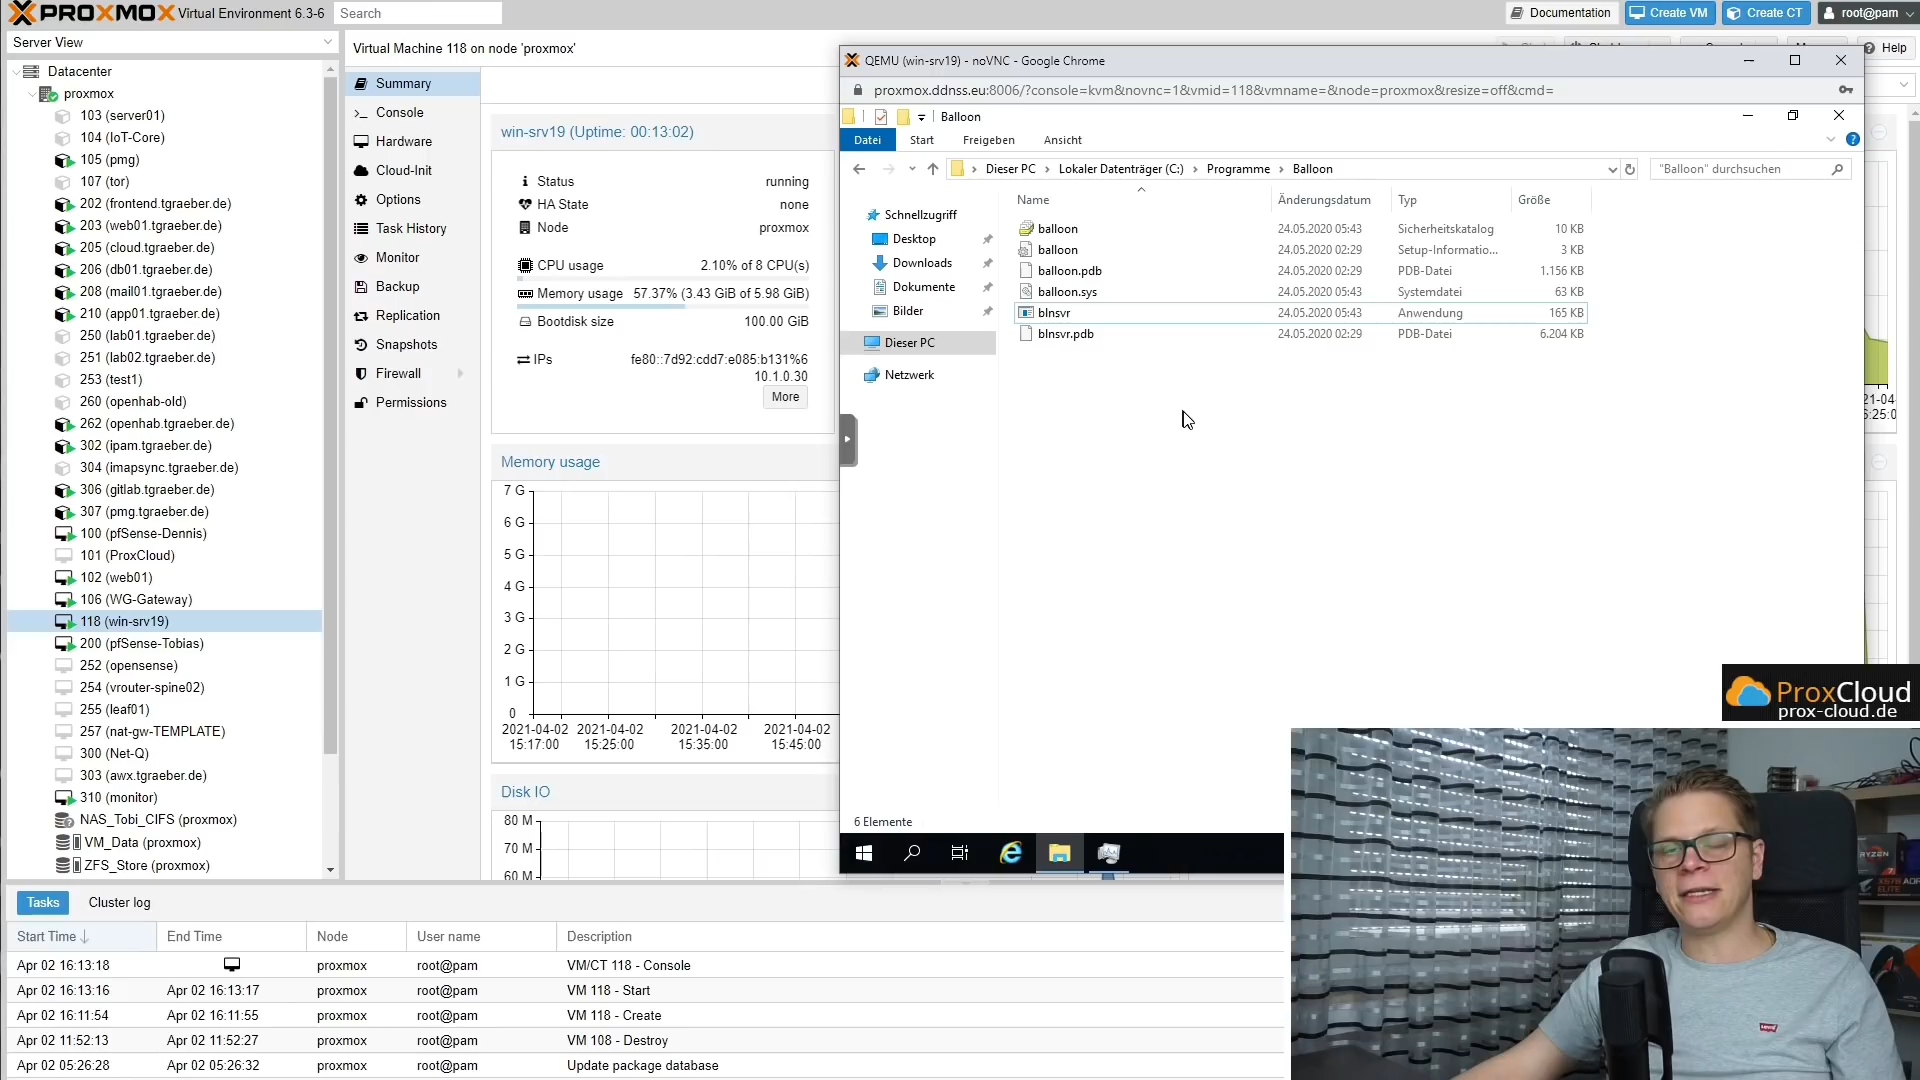 PROXMOX Virtual Environment 6.3-6 Search
Documentation Create VM Create CT root@pam
Server View
Virtual Machine 118 on node 'proxmox'
Help
Datacenter
proxmox
103 (server01)
104 (IoT-Core)
105 (pmg)
107 (tor)
202 (frontend.tgraeber.de)
203 (web01.tgraeber.de)
205 (cloud.tgraeber.de)
206 (db01.tgraeber.de)
208 (mail01.tgraeber.de)
210 (app01.tgraeber.de)
250 (lab01.tgraeber.de)
251 (lab02.tgraeber.de)
253 (test1)
260 (openhab-old)
262 (openhab.tgraeber.de)
302 (ipam.tgraeber.de)
304 (imapsync.tgraeber.de)
306 (gitlab.tgraeber.de)
307 (pmg.tgraeber.de)
100 (pfSense-Dennis)
101 (ProxCloud)
102 (web01)
106 (WG-Gateway)
118 (win-srv19)
200 (pfSense-Tobias)
252 (opensense)
254 (vrouter-spine02)
255 (leaf01)
257 (nat-gw-TEMPLATE)
300 (Net-Q)
303 (awx.tgraeber.de)
310 (monitor)
NAS_Tobi_CIFS (proxmox)
VM_Data (proxmox)
ZFS_Store (proxmox)
Summary
Console
Hardware
Cloud-Init
Options
Task History
Monitor
Backup
Replication
Snapshots
Firewall
Permissions
win-srv19 (Uptime: 00:13:02)
Status running
HA State none
Node proxmox
CPU usage 2.10% of 8 CPU(s)
Memory usage 57.37% (3.43 GiB of 5.98 GiB)
Bootdisk size 100.00 GiB
IPs fe80::7d92:cdd7:e085:b131%6
10.1.0.30
More
Memory usage
7 G
6 G
5 G
4 G
3 G
2 G
1 G
0
2021-04-02 2021-04-02 2021-04-02 2021-04-02
15:17:00 15:25:00 15:35:00 15:45:00
Disk IO
80 M
70 M
60 M
QEMU (win-srv19) - noVNC - Google Chrome
proxmox.ddnss.eu:8006/?console=kvm&novnc=1&vmid=118&vmname=&node=proxmox&resize=off&cmd=
Balloon
Datei Start Freigeben Ansicht
Dieser PC Lokaler Datenträger (C:) Programme Balloon "Balloon" durchsuchen
Schnellzugriff
Desktop
Downloads
Dokumente
Bilder
Dieser PC
Netzwerk
Name Änderungsdatum Typ Größe
balloon 24.05.2020 05:43 Sicherheitskatalog 10 KB
balloon 24.05.2020 02:29 Setup-Informatio... 3 KB
balloon.pdb 24.05.2020 02:29 PDB-Datei 1.156 KB
balloon.sys 24.05.2020 05:43 Systemdatei 63 KB
blnsvr 24.05.2020 05:43 Anwendung 165 KB
blnsvr.pdb 24.05.2020 02:29 PDB-Datei 6.204 KB
6 Elemente
21-04-
6:25:0
ProxCloud
prox-cloud.de
RYZEN
Levi's
Tasks Cluster log
Start Time End Time Node User name Description
Apr 02 16:13:18 proxmox root@pam VM/CT 118 - Console
Apr 02 16:13:16 Apr 02 16:13:17 proxmox root@pam VM 118 - Start
Apr 02 16:11:54 Apr 02 16:11:55 proxmox root@pam VM 118 - Create
Apr 02 11:52:13 Apr 02 11:52:27 proxmox root@pam VM 108 - Destroy
Apr 02 05:26:28 Apr 02 05:26:32 proxmox root@pam Update package database